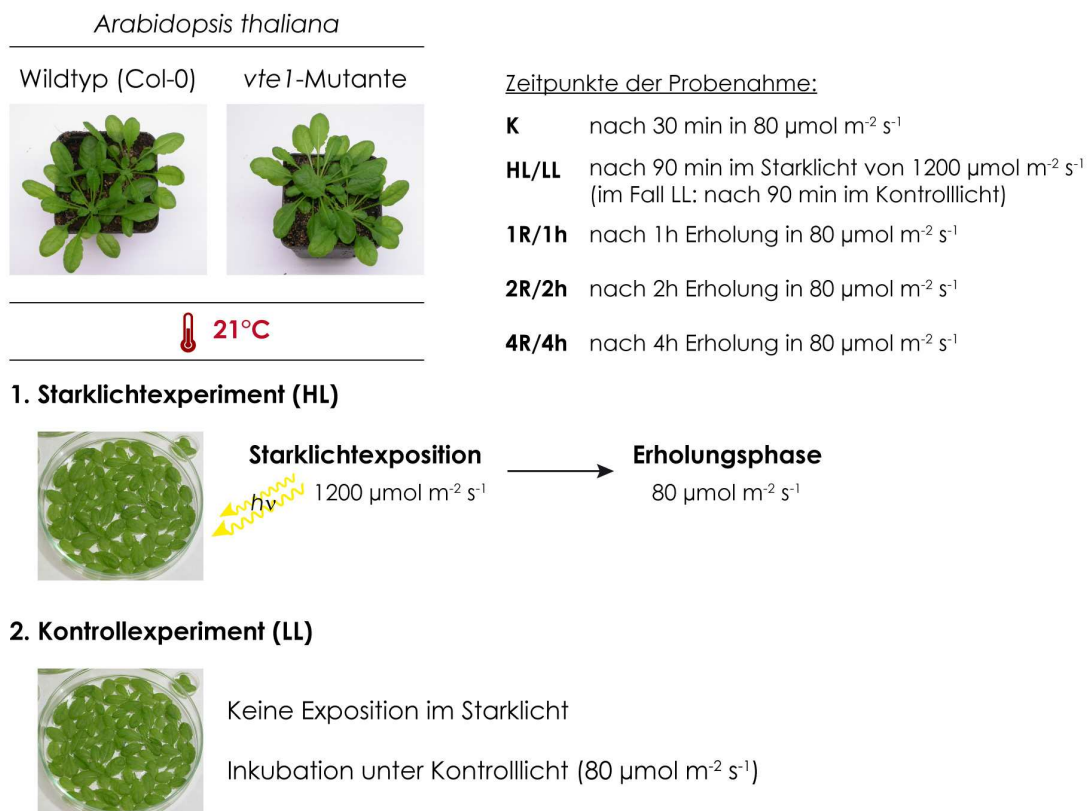 Arabidopsis thaliana
Wildtyp (Col-0)
vte1-Mutante
21°C
Zeitpunkte der Probenahme:
K nach 30 min in 80 µmol m⁻² s⁻¹
HL/LL nach 90 min im Starklicht von 1200 µmol m⁻² s⁻¹
(im Fall LL: nach 90 min im Kontrolllicht)
1R/1h nach 1h Erholung in 80 µmol m⁻² s⁻¹
2R/2h nach 2h Erholung in 80 µmol m⁻² s⁻¹
4R/4h nach 4h Erholung in 80 µmol m⁻² s⁻¹
1. Starklichtexperiment (HL)
Starklichtexposition
hν 1200 µmol m⁻² s⁻¹
Erholungsphase
80 µmol m⁻² s⁻¹
2. Kontrollexperiment (LL)
Keine Exposition im Starklicht
Inkubation unter Kontrolllicht (80 µmol m⁻² s⁻¹)